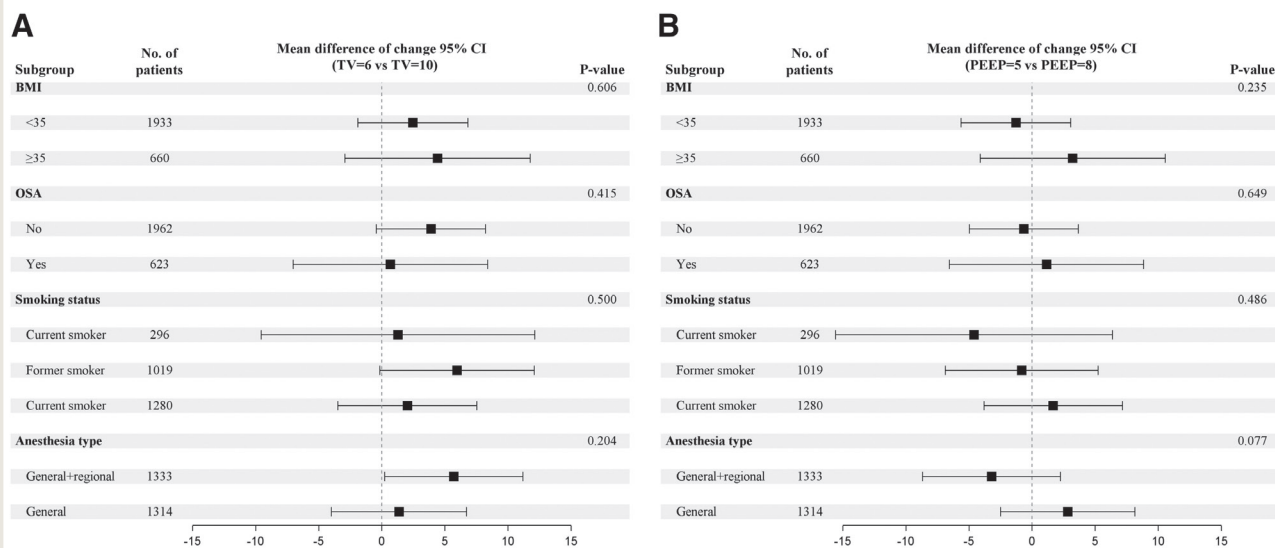 A
Subgroup No. of patients Mean difference of change 95% CI (TV=6 vs TV=10) P-value
BMI 0.606
<35 1933
≥35 660
OSA 0.415
No 1962
Yes 623
Smoking status 0.500
Current smoker 296
Former smoker 1019
Current smoker 1280
Anesthesia type 0.204
General+regional 1333
General 1314
-15 -10 -5 0 5 10 15
B
Subgroup No. of patients Mean difference of change 95% CI (PEEP=5 vs PEEP=8) P-value
BMI 0.235
<35 1933
≥35 660
OSA 0.649
No 1962
Yes 623
Smoking status 0.486
Current smoker 296
Former smoker 1019
Current smoker 1280
Anesthesia type 0.077
General+regional 1333
General 1314
-15 -10 -5 0 5 10 15